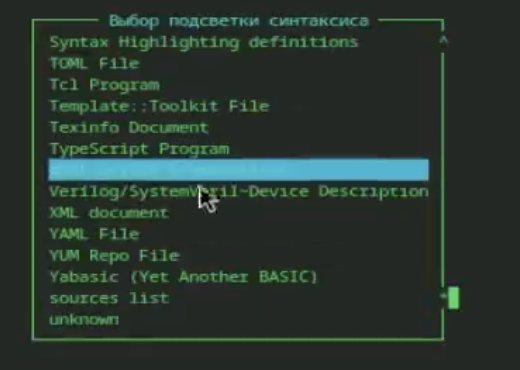 Выбор подсветки синтаксиса
Syntax Highlighting definitions
TOML File
Tcl Program
Template::Toolkit File
Texinfo Document
TypeScript Program
Verilog/SystemVeril~Device Description
XML document
YAML File
YUM Repo File
Yabasic (Yet Another BASIC)
sources list
unknown